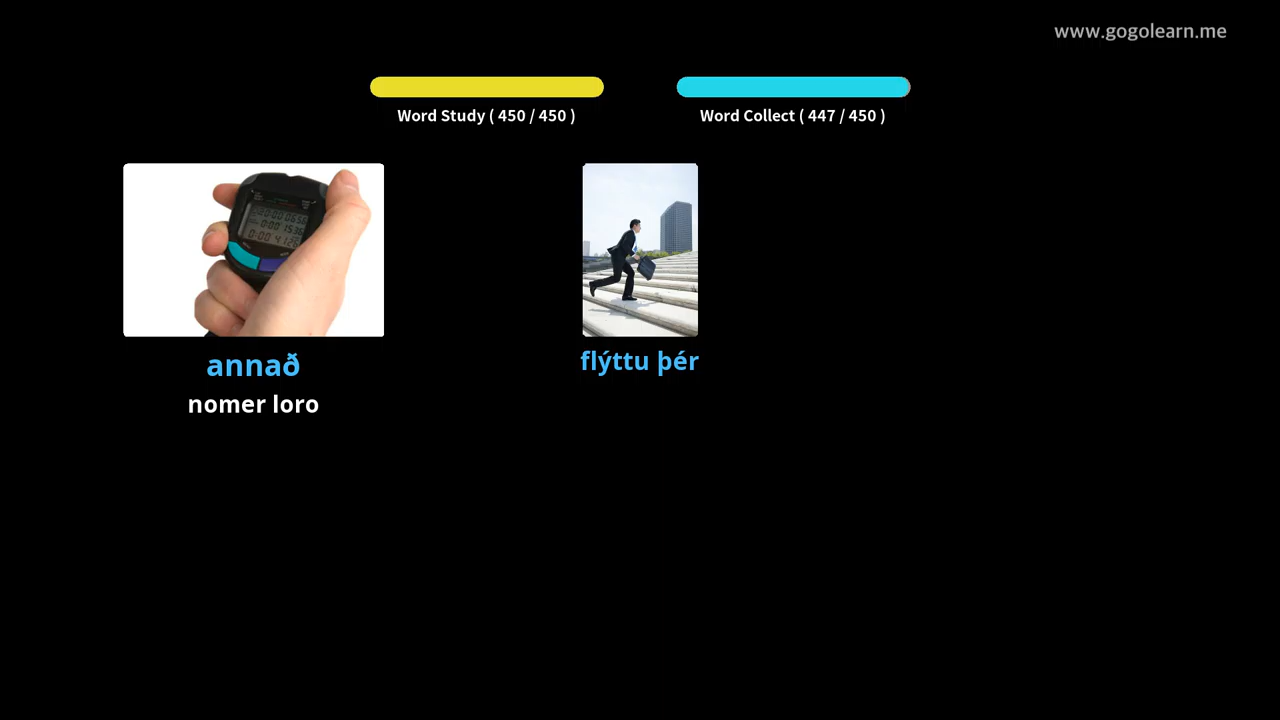 www.gogolearn.me
Word Study ( 450 / 450 )
Word Collect ( 447 / 450 )
annað
nomer loro
flýttu þér